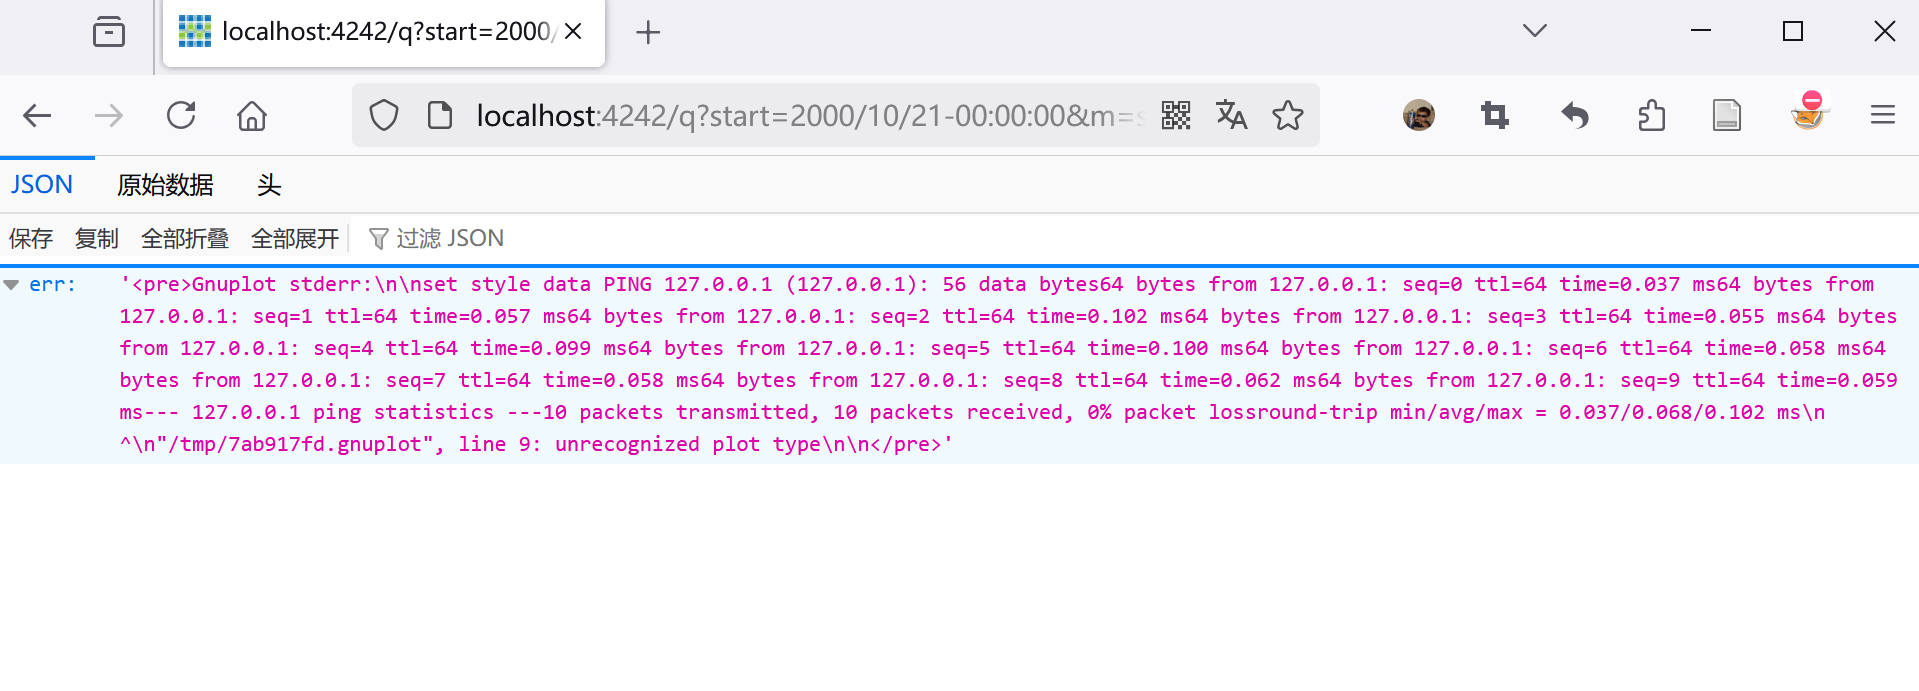 localhost:4242/q?start=2000/
localhost:4242/q?start=2000/10/21-00:00:00&m=s
JSON 原始数据 头
保存 复制 全部折叠 全部展开 过滤 JSON
err: '<pre>Gnuplot stderr:\n\nset style data PING 127.0.0.1 (127.0.0.1): 56 data bytes64 bytes from 127.0.0.1: seq=0 ttl=64 time=0.037 ms64 bytes from
127.0.0.1: seq=1 ttl=64 time=0.057 ms64 bytes from 127.0.0.1: seq=2 ttl=64 time=0.102 ms64 bytes from 127.0.0.1: seq=3 ttl=64 time=0.055 ms64 bytes
from 127.0.0.1: seq=4 ttl=64 time=0.099 ms64 bytes from 127.0.0.1: seq=5 ttl=64 time=0.100 ms64 bytes from 127.0.0.1: seq=6 ttl=64 time=0.058 ms64
bytes from 127.0.0.1: seq=7 ttl=64 time=0.058 ms64 bytes from 127.0.0.1: seq=8 ttl=64 time=0.062 ms64 bytes from 127.0.0.1: seq=9 ttl=64 time=0.059
ms--- 127.0.0.1 ping statistics ---10 packets transmitted, 10 packets received, 0% packet lossround-trip min/avg/max = 0.037/0.068/0.102 ms\n
^\n"/tmp/7ab917fd.gnuplot", line 9: unrecognized plot type\n\n</pre>'